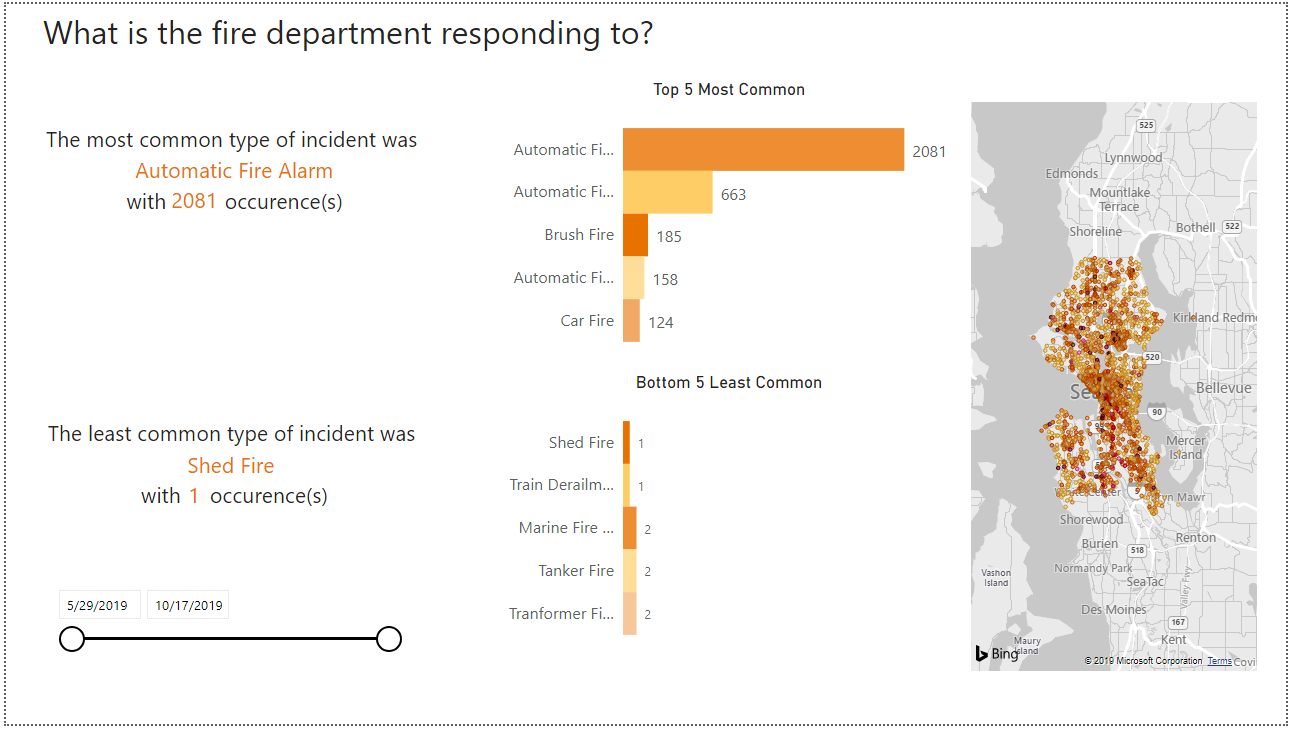 What is the fire department responding to?
The most common type of incident was
Automatic Fire Alarm
with 2081 occurence(s)
Top 5 Most Common
Automatic Fi... 2081
Automatic Fi... 663
Brush Fire 185
Automatic Fi... 158
Car Fire 124
The least common type of incident was
Shed Fire
with 1 occurence(s)
Bottom 5 Least Common
Shed Fire 1
Train Derailm... 1
Marine Fire ... 2
Tanker Fire 2
Tranformer Fi... 2
5/29/2019 10/17/2019
525
Lynnwood
Edmonds
Mountlake
Terrace
Shoreline
Bothell 522
Kirkland Redm
520
Bellevue
90
Mercer
Island
Shorewood
Burien
Renton
518
Normandy Park
SeaTac
Vashon
Island
Valley Fwy
Des Moines
167
Kent
Maury
Island
Bing
© 2019 Microsoft Corporation Terms Covi